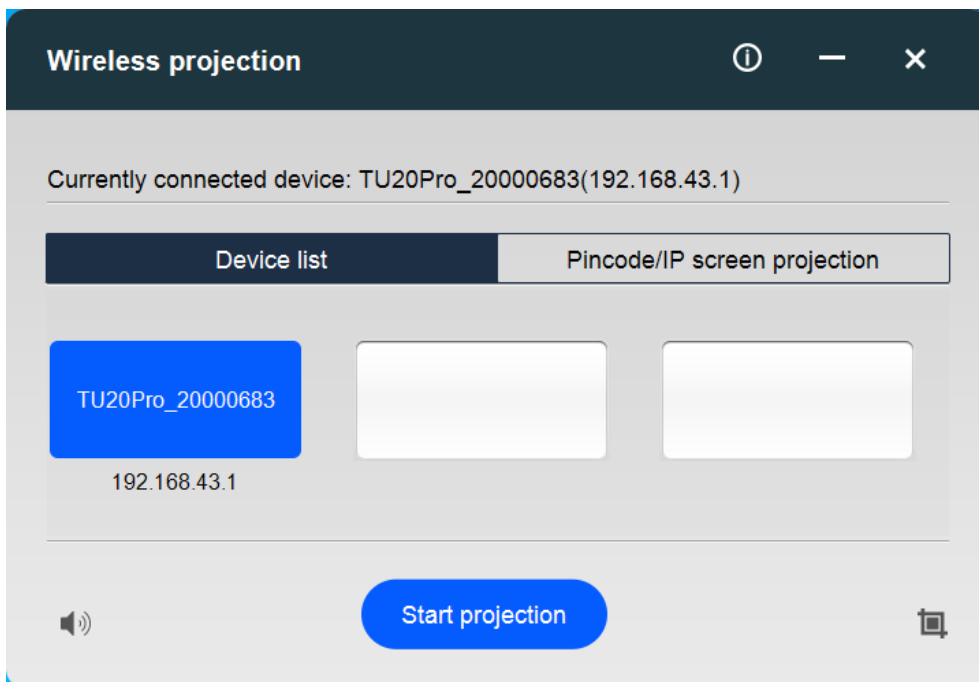 Wireless projection
Currently connected device: TU20Pro_20000683(192.168.43.1)
Device list
Pincode/IP screen projection
TU20Pro_20000683
192.168.43.1
Start projection